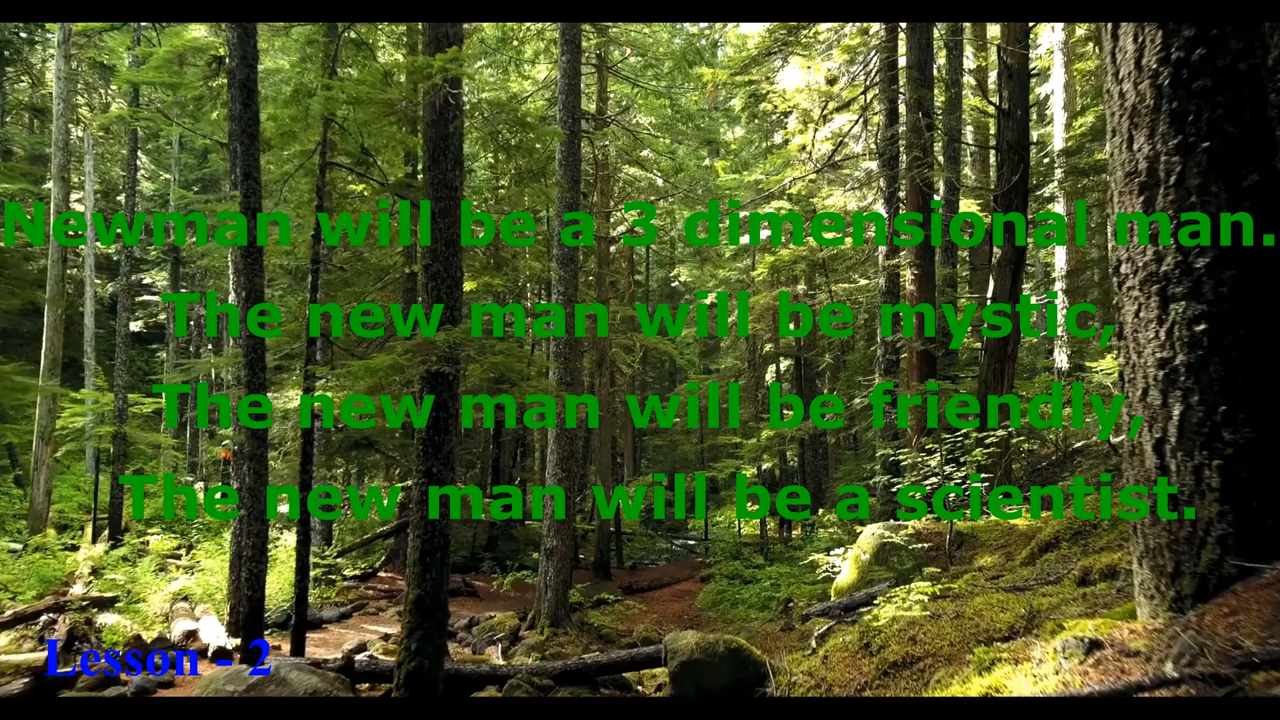 Newman will be a 3 dimensional man.
The new man will be mystic,
The new man will be friendly,
The new man will be a scientist.
Lesson - 2